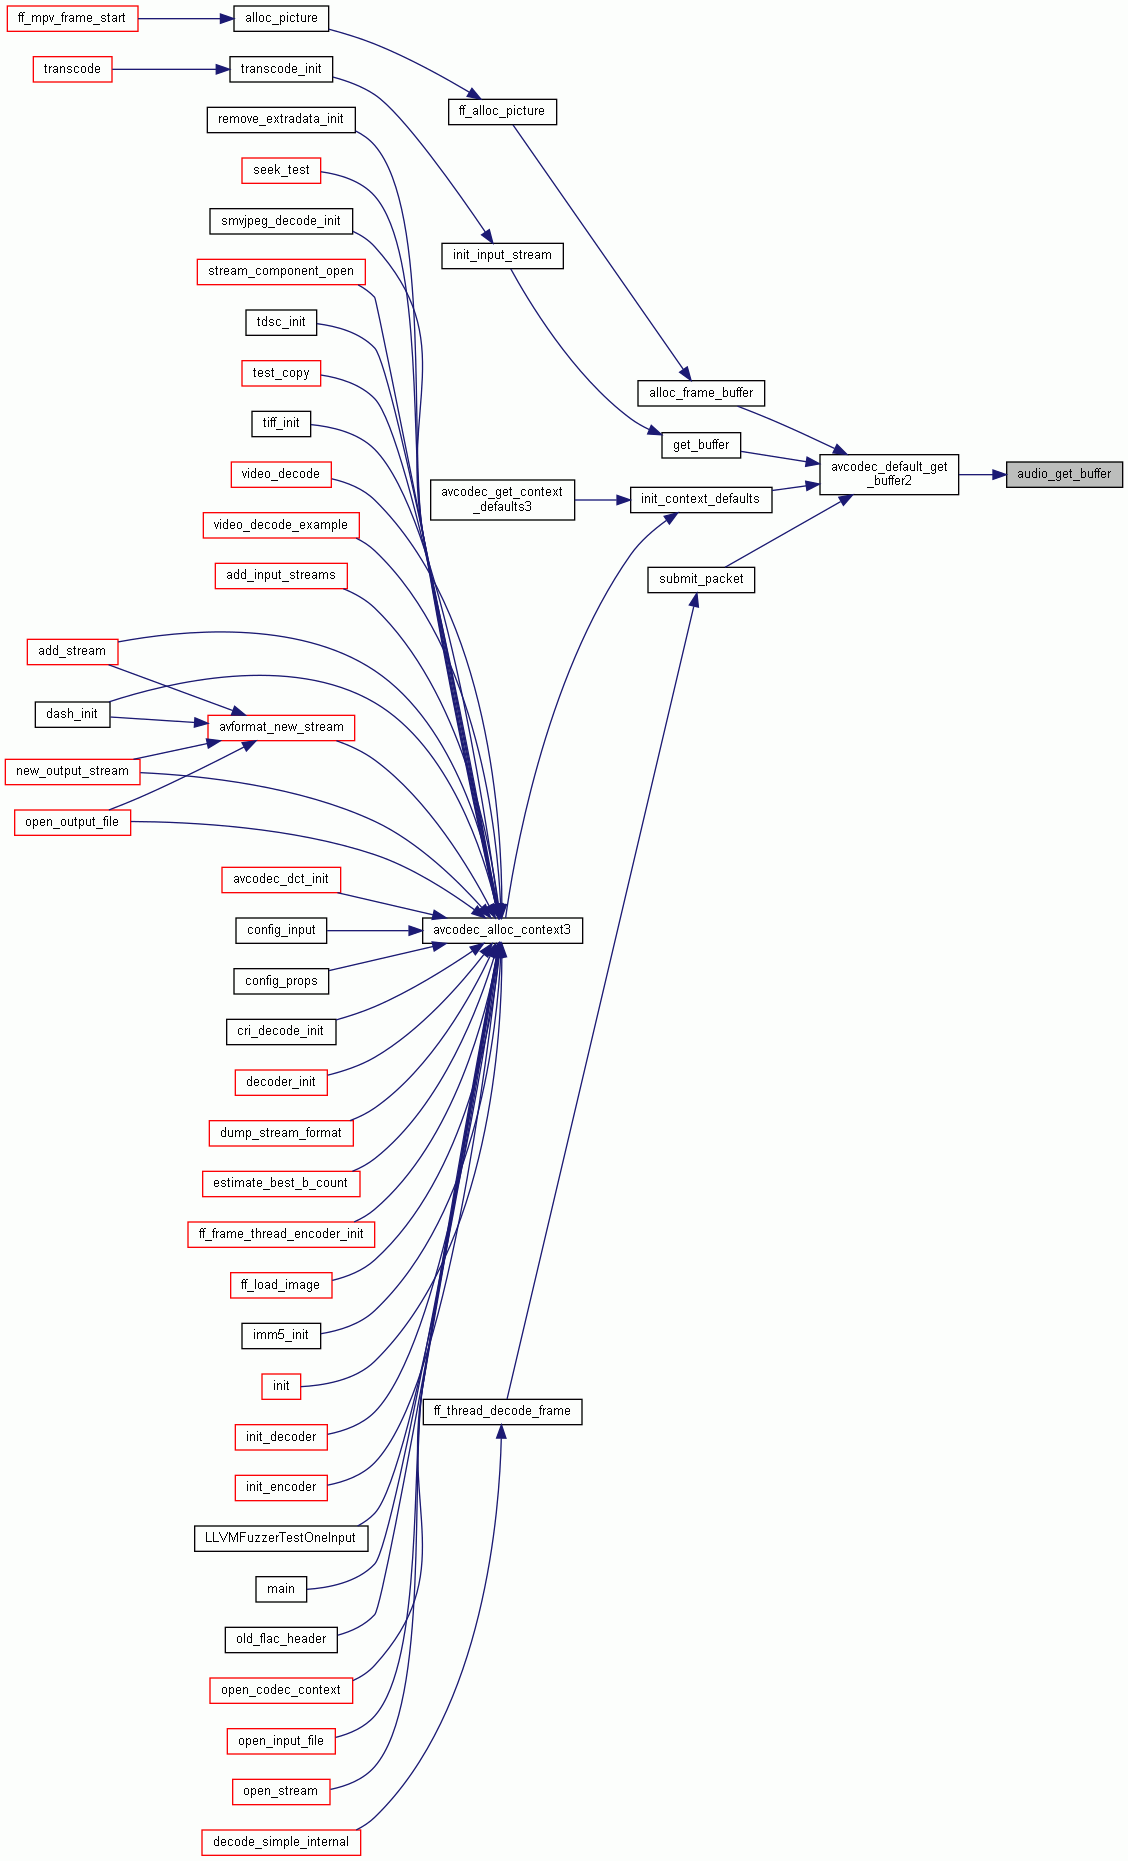 ff_mpv_frame_start
alloc_picture
transcode
transcode_init
ff_alloc_picture
remove_extradata_init
seek_test
smvjpeg_decode_init
init_input_stream
stream_component_open
tdsc_init
test_copy
alloc_frame_buffer
tiff_init
get_buffer
video_decode
avcodec_default_get
_buffer2
audio_get_buffer
avcodec_get_context
_defaults3
init_context_defaults
video_decode_example
add_input_streams
submit_packet
add_stream
dash_init
avformat_new_stream
new_output_stream
open_output_file
avcodec_dct_init
config_input
avcodec_alloc_context3
config_props
cri_decode_init
decoder_init
dump_stream_format
estimate_best_b_count
ff_frame_thread_encoder_init
ff_load_image
imm5_init
init
ff_thread_decode_frame
init_decoder
init_encoder
LLVMFuzzerTestOneInput
main
old_flac_header
open_codec_context
open_input_file
open_stream
decode_simple_internal